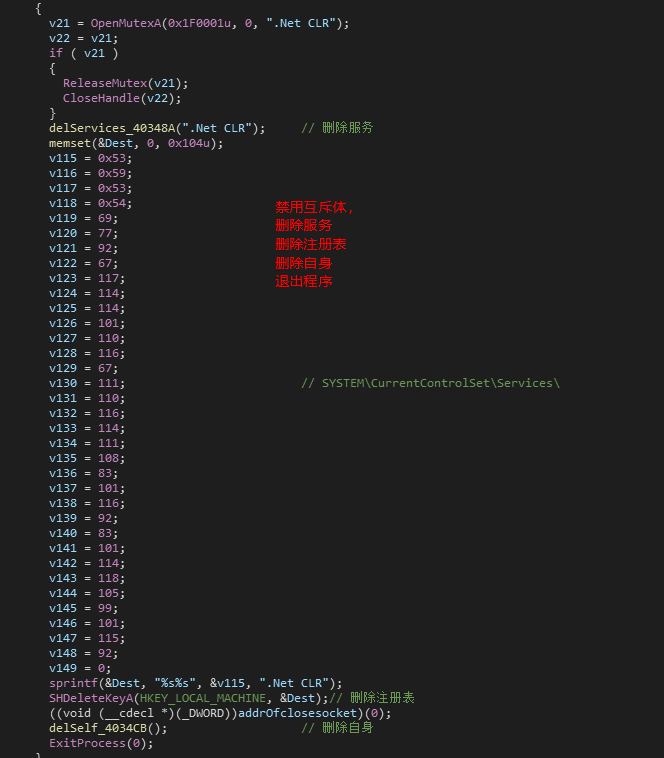 {
v21 = OpenMutexA(0x1F0001u, 0, ".Net CLR");
v22 = v21;
if ( v21 )
{
ReleaseMutex(v21);
CloseHandle(v22);
}
delServices_40348A(".Net CLR"); // 删除服务
memset(&Dest, 0, 0x104u);
v115 = 0x53;
v116 = 0x59;
v117 = 0x53;
v118 = 0x54;
禁用互斥体,
v119 = 69;
删除服务
v120 = 77;
删除注册表
v121 = 92;
删除自身
v122 = 67;
退出程序
v123 = 117;
v124 = 114;
v125 = 114;
v126 = 101;
v127 = 110;
v128 = 116;
v129 = 67;
v130 = 111; // SYSTEM\CurrentControlSet\Services\
v131 = 110;
v132 = 116;
v133 = 114;
v134 = 111;
v135 = 108;
v136 = 83;
v137 = 101;
v138 = 116;
v139 = 92;
v140 = 83;
v141 = 101;
v142 = 114;
v143 = 118;
v144 = 105;
v145 = 99;
v146 = 101;
v147 = 115;
v148 = 92;
v149 = 0;
sprintf(&Dest, "%s%s", &v115, ".Net CLR");
SHDeleteKeyA(HKEY_LOCAL_MACHINE, &Dest);// 删除注册表
((void (__cdecl *)(_DWORD))addrOfclosesocket)(0);
delSelf_4034CB(); // 删除自身
ExitProcess(0);
}